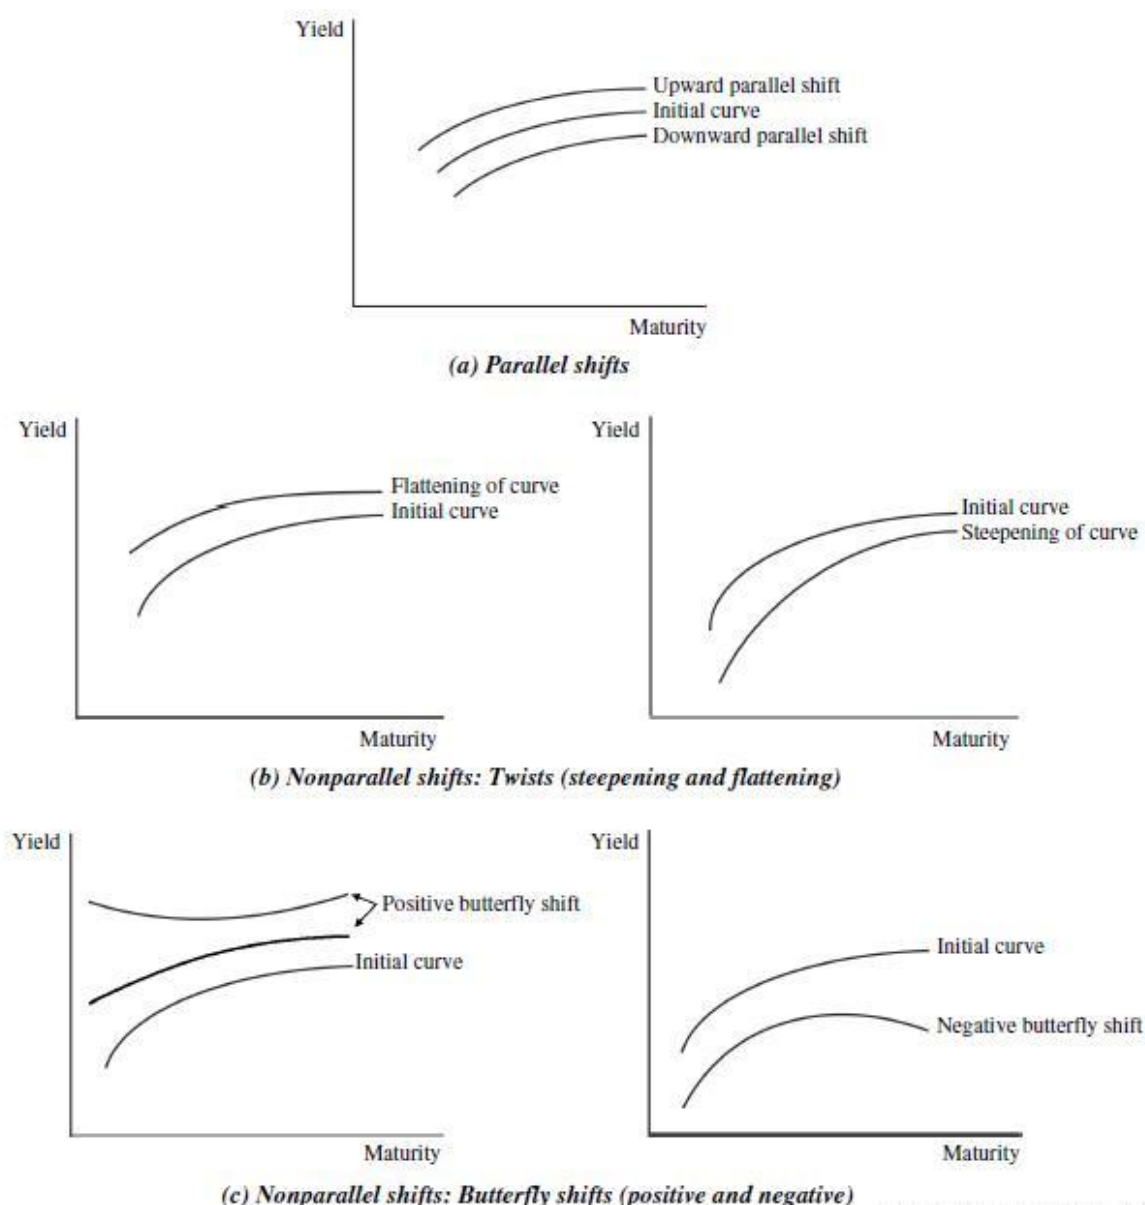 Yield
Upward parallel shift
Initial curve
Downward parallel shift
Maturity
(a) Parallel shifts
Yield
Flattening of curve
Initial curve
Maturity
Yield
Initial curve
Steepening of curve
Maturity
(b) Nonparallel shifts: Twists (steepening and flattening)
Yield
Positive butterfly shift
Initial curve
Maturity
Yield
Initial curve
Negative butterfly shift
Maturity
(c) Nonparallel shifts: Butterfly shifts (positive and negative)